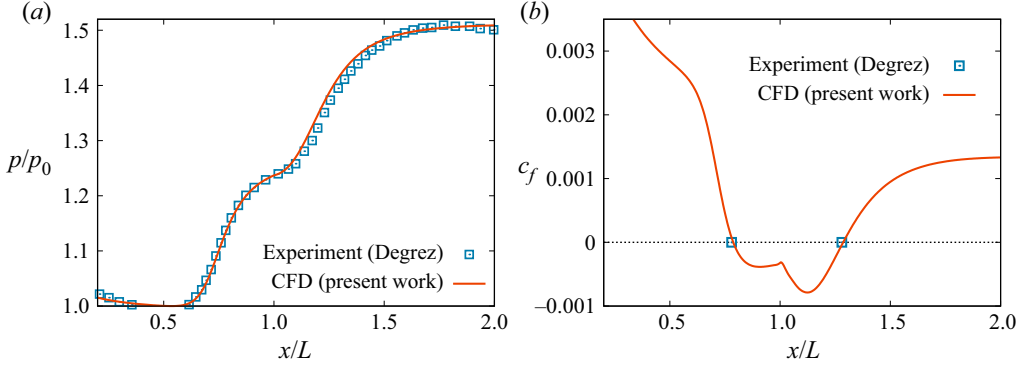 (a)
1.5
1.4
1.3
1.2
1.1
1.0
p/p0
Experiment (Degrez)
CFD (present work)
0.5
1.0
1.5
2.0
x/L
(b)
0.003
0.002
0.001
0
–0.001
cf
Experiment (Degrez)
CFD (present work)
0.5
1.0
1.5
2.0
x/L